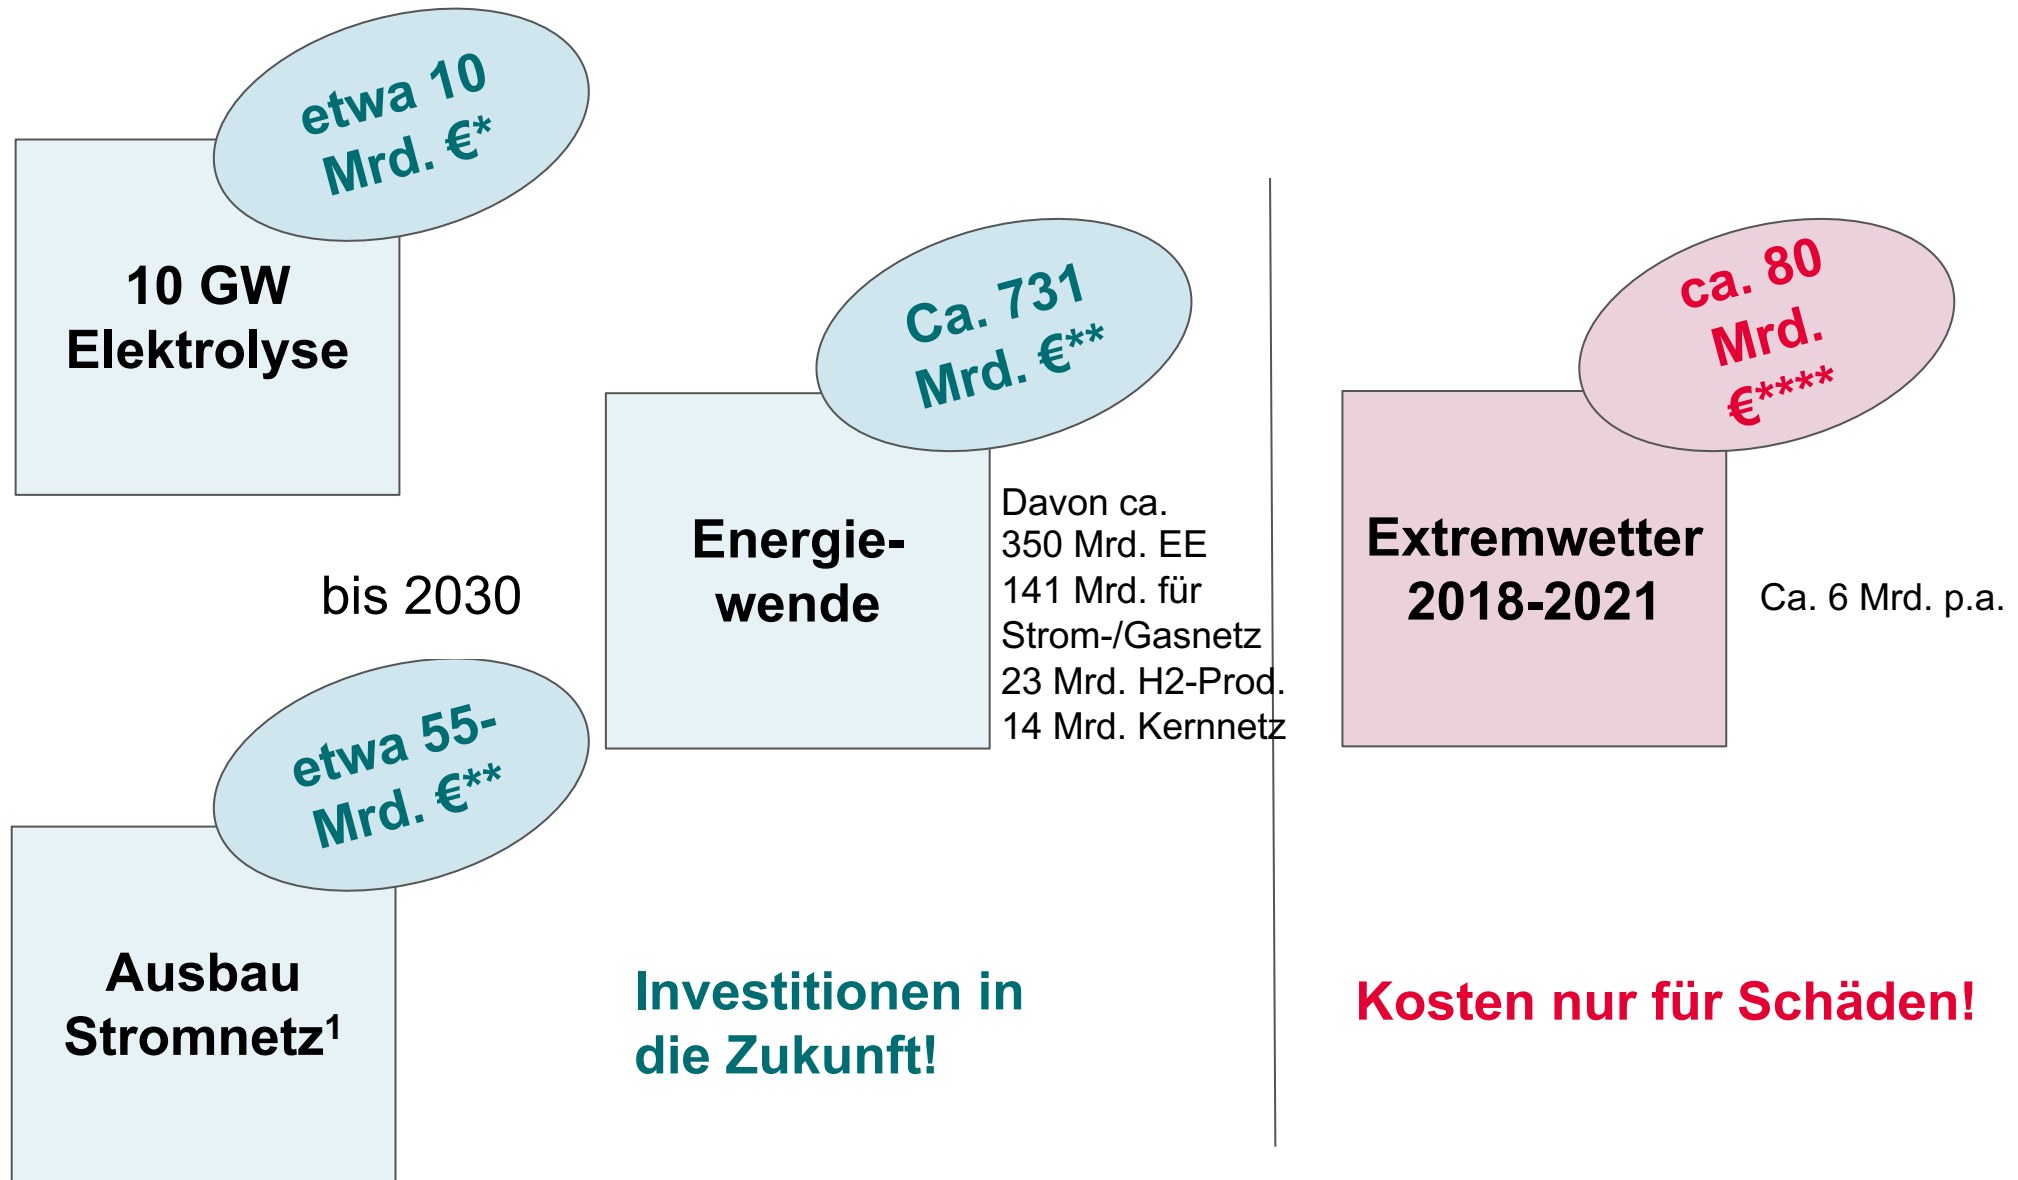 etwa 10
Mrd. €*
10 GW
Elektrolyse
bis 2030
etwa 55-
Mrd. €**
Ausbau
Stromnetz¹
Ca. 731
Mrd. €**
Energie-
wende
Davon ca.
350 Mrd. EE
141 Mrd. für
Strom-/Gasnetz
23 Mrd. H2-Prod.
14 Mrd. Kernnetz
Investitionen in
die Zukunft!
ca. 80
Mrd.
€****
Extremwetter
2018-2021
Ca. 6 Mrd. p.a.
Kosten nur für Schäden!